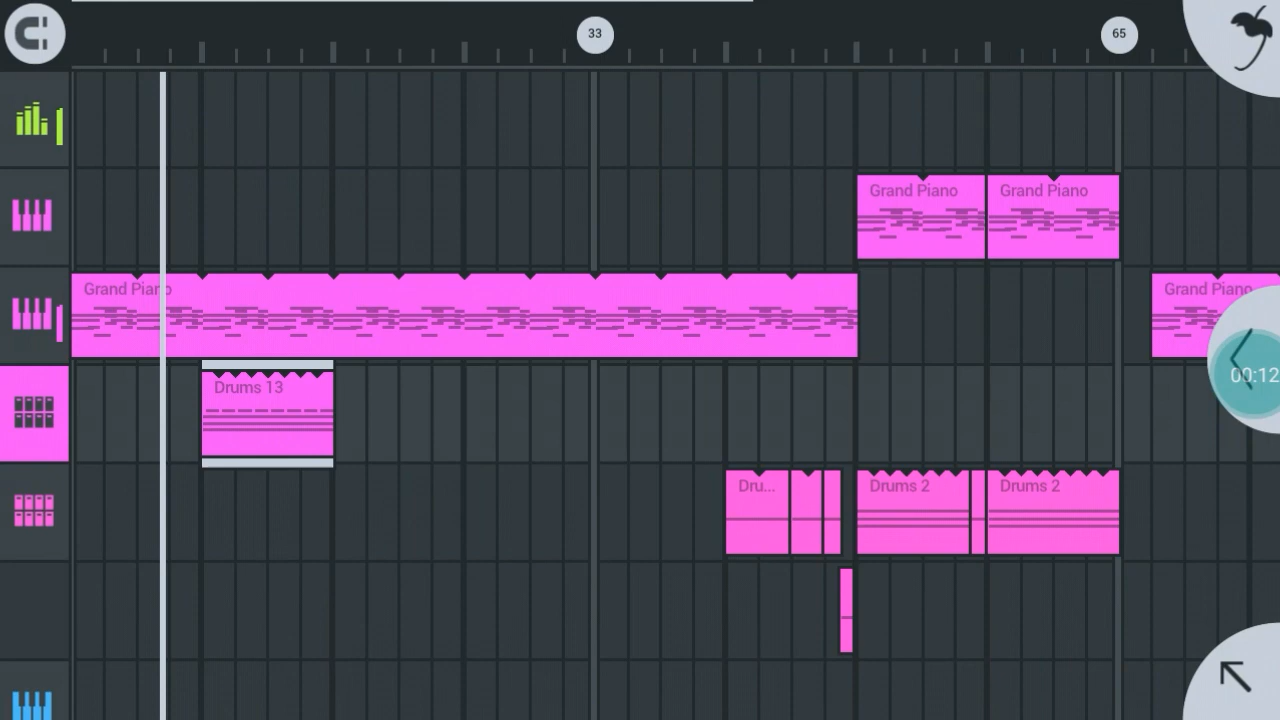 33
65
Grand Piano
Grand Piano
Grand Piano
Grand Piano
00:12
Drums 13
Dru...
Drums 2
Drums 2